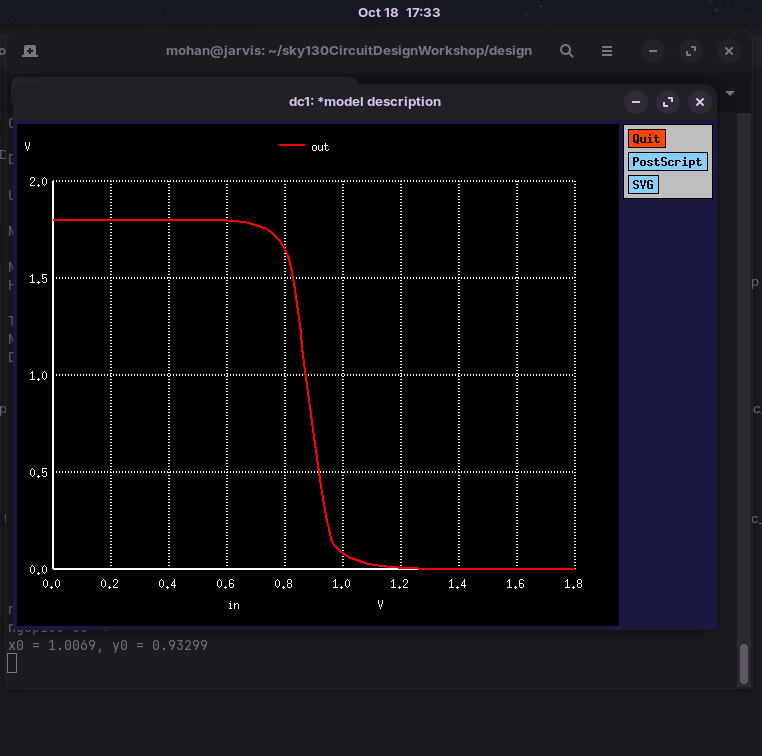 Oct 18 17:33
mohan@jarvis: ~/sky130CircuitDesignWorkshop/design
dc1: *model description
V
out
Quit
PostScript
SVG
2.0
1.5
1.0
0.5
0.0
0.0 0.2 0.4 0.6 0.8 1.0 1.2 1.4 1.6 1.8
in V
x0 = 1.0069, y0 = 0.93299